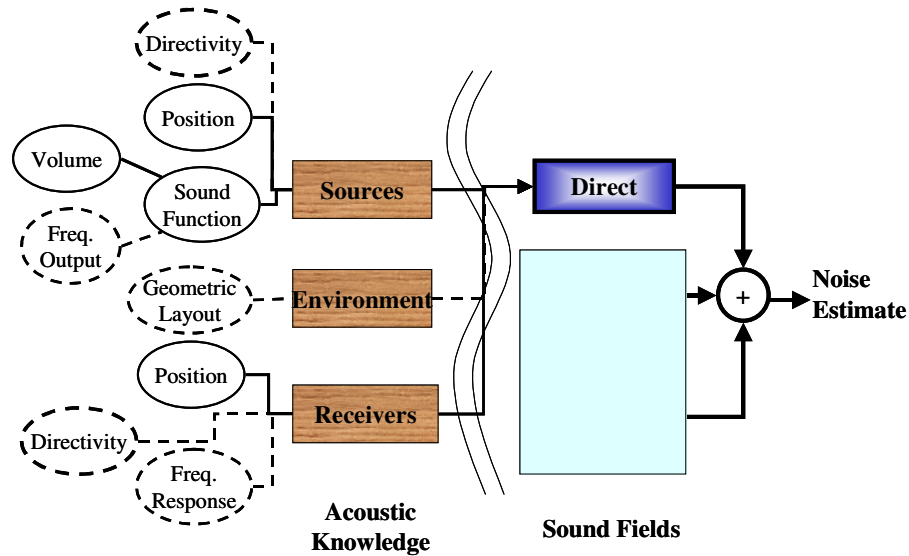 Directivity
Position
Volume
Sound
Function
Freq.
Output
Sources
Direct
Geometric
Layout
Environment
+
Noise
Estimate
Position
Receivers
Directivity
Freq.
Response
Acoustic
Knowledge
Sound Fields